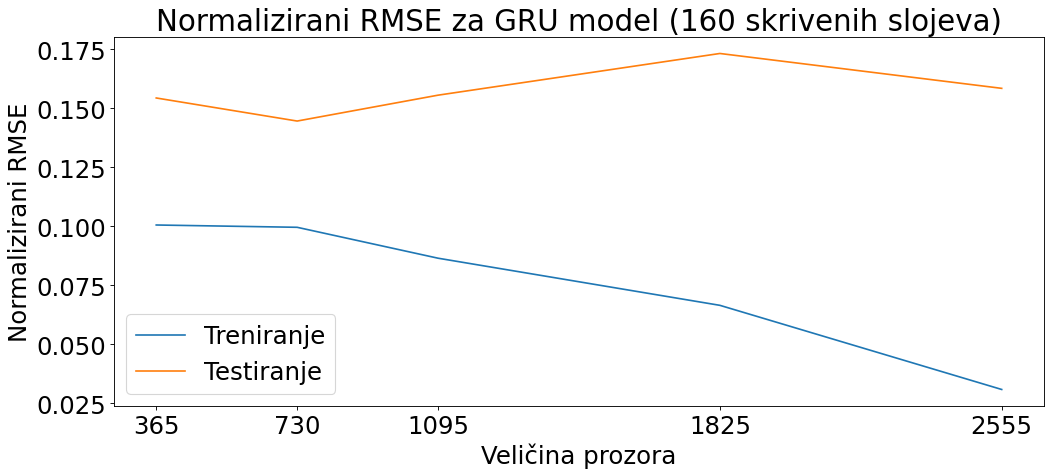 Normalizirani RMSE za GRU model (160 skrivenih slojeva)
Normalizirani RMSE
0.175
0.150
0.125
0.100
0.075
0.050
0.025
Treniranje
Testiranje
365 730 1095 1825 2555
Veličina prozora